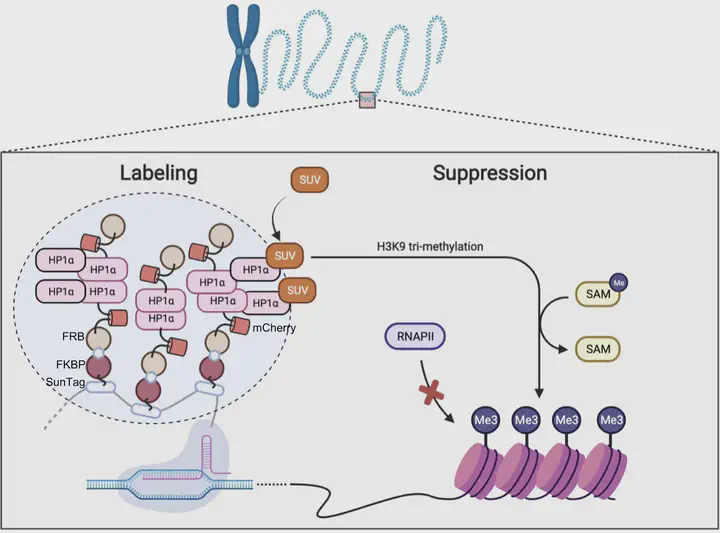 Labeling
Suppression
SUV
HP1α
HP1α
HP1α
HP1α
HP1α
HP1α
HP1α
HP1α
HP1α
HP1α
SUV
SUV
mCherry
FRB
FKBP
SunTag
H3K9 tri-methylation
Me
SAM
SAM
RNAPII
Me3
Me3
Me3
Me3